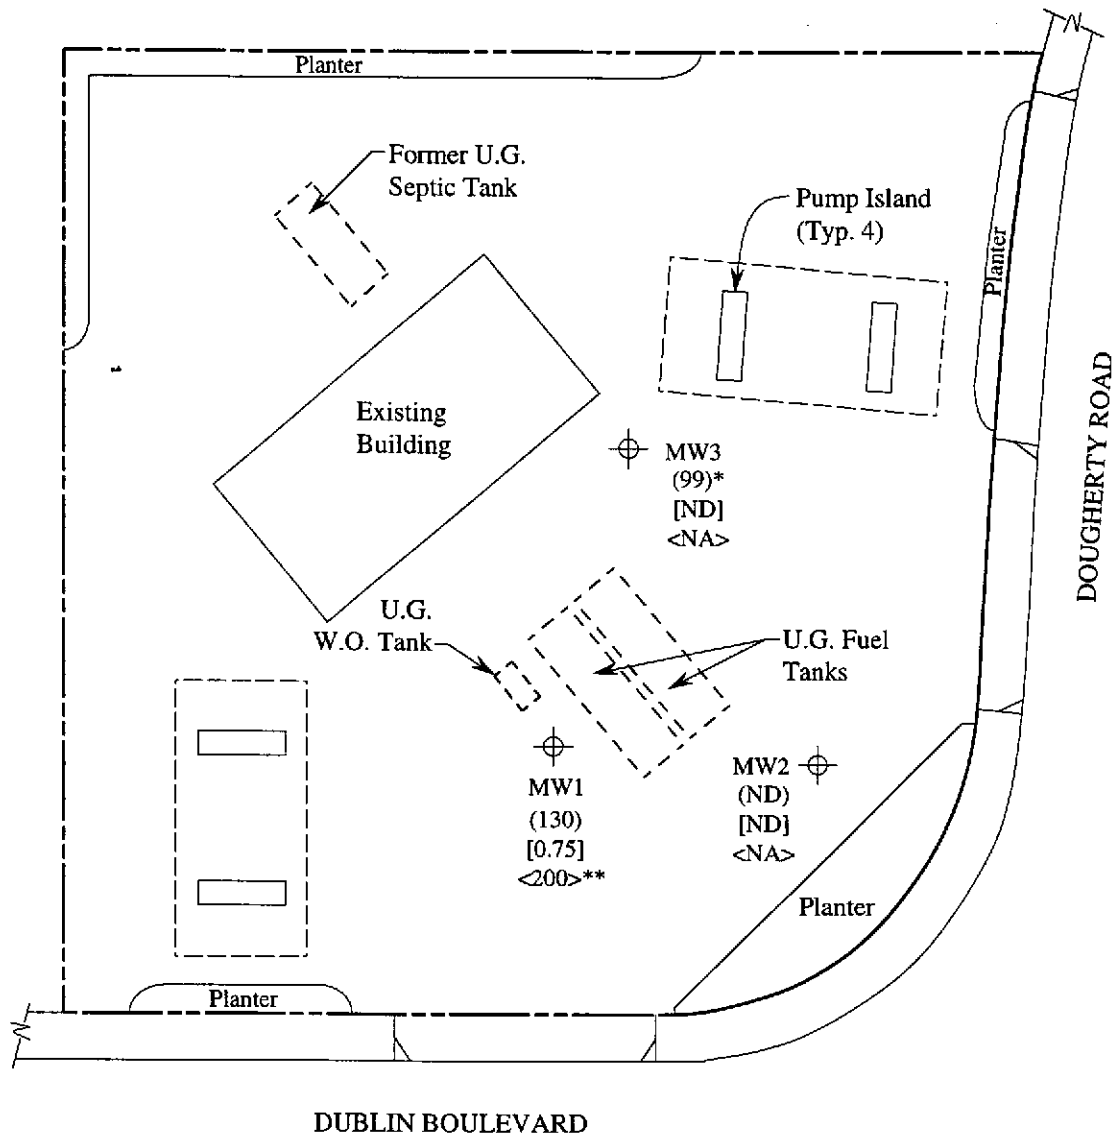 Planter
Former U.G.
Septic Tank
Pump Island
(Typ. 4)
Planter
Existing
Building
MW3
(99)*
[ND]
<NA>
DOUGHERTY ROAD
U.G.
W.O. Tank
U.G. Fuel
Tanks
MW1
(130)
[0.75]
<200>**
MW2
(ND)
[ND]
<NA>
Planter
Planter
DUBLIN BOULEVARD